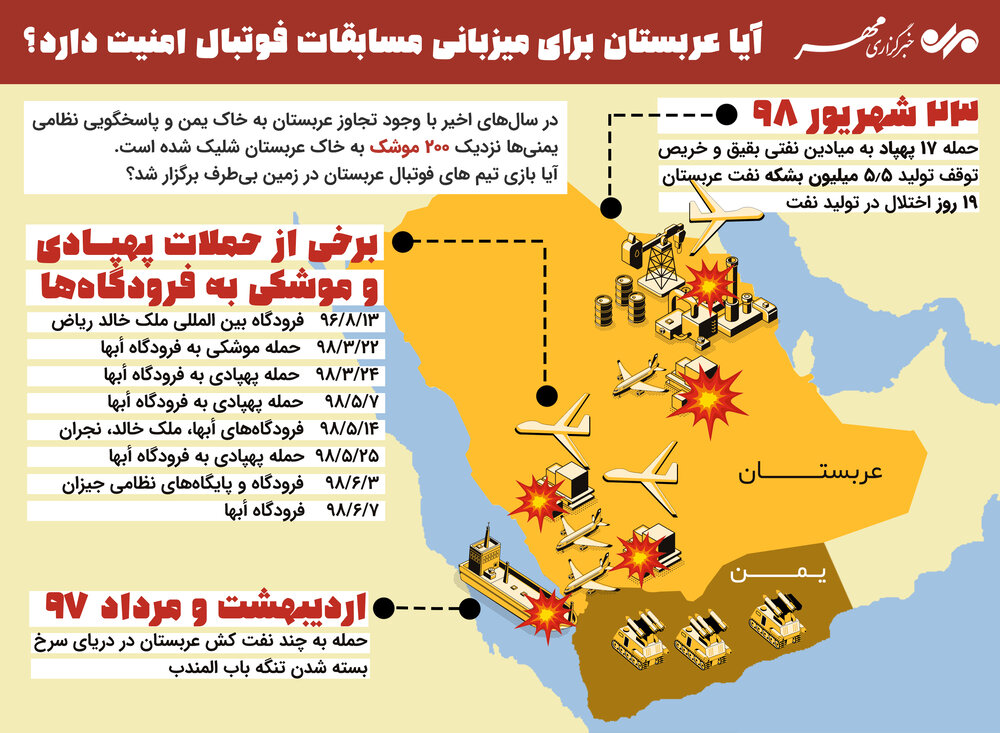 خبرگزاری مهر
آیا عربستان برای میزبانی مسابقات فوتبال امنیت دارد؟
۲۳ شهریور ۹۸
حمله ۱۷ پهپاد به میادین نفتی بقیق و خریص
توقف تولید ۵/۵ میلیون بشکه نفت عربستان
۱۹ روز اختلال در تولید نفت
در سال‌های اخیر با وجود تجاوز عربستان به خاک یمن و پاسخگویی نظامی
یمنی‌ها نزدیک ۲۰۰ موشک به خاک عربستان شلیک شده است.
آیا بازی تیم های فوتبال عربستان در زمین بی‌طرف برگزار شد؟
برخی از حملات پهپادی
و موشکی به فرودگاه‌ها
۹۶/۸/۱۳ فرودگاه بین المللی ملک خالد ریاض
۹۸/۳/۲۲ حمله موشکی به فرودگاه أبها
۹۸/۳/۲۴ حمله پهپادی به فرودگاه أبها
۹۸/۵/۷ حمله پهپادی به فرودگاه أبها
۹۸/۵/۱۴ فرودگاه‌های أبها، ملک خالد، نجران
۹۸/۵/۲۵ حمله پهپادی به فرودگاه أبها
۹۸/۶/۳ فرودگاه و پایگاه‌های نظامی جیزان
۹۸/۶/۷ فرودگاه أبها
عربستان
یمن
اردیبهشت و مرداد ۹۷
حمله به چند نفت کش عربستان در دریای سرخ
بسته شدن تنگه باب المندب